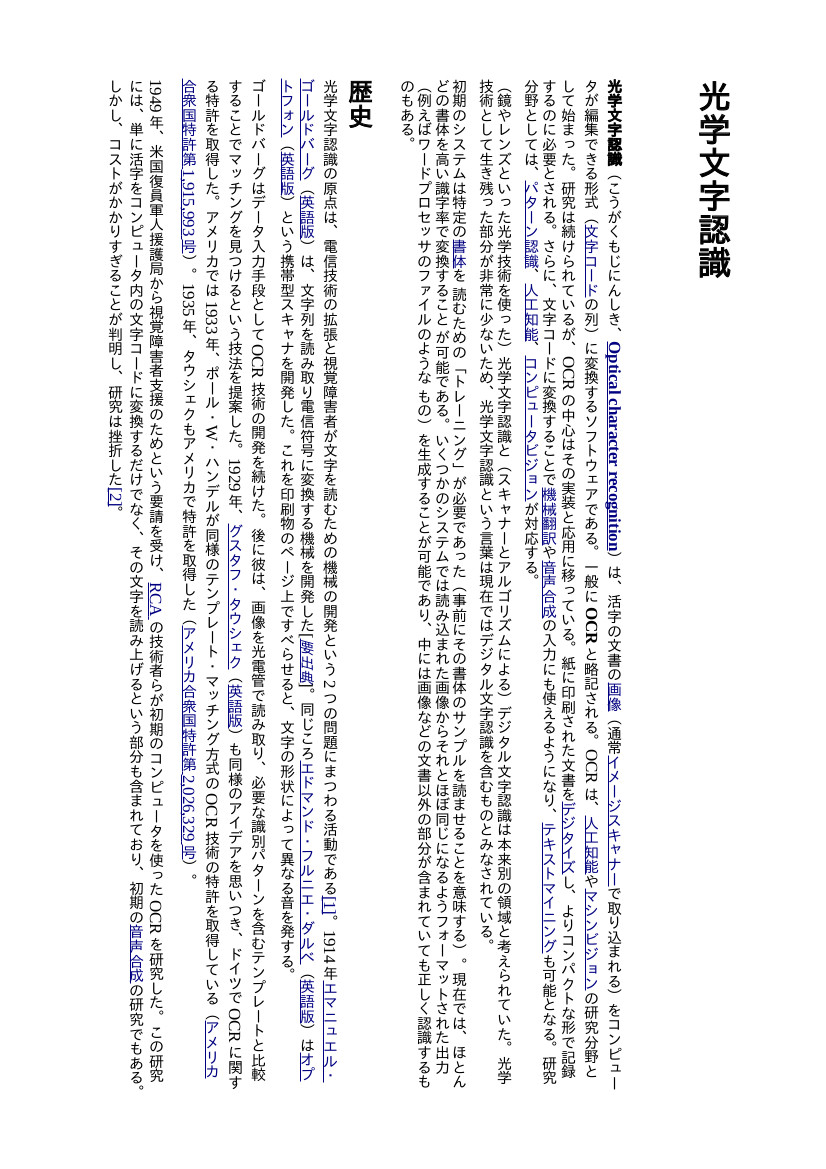 光学文字認識
光学文字認識（こうがくもじにんしき、Optical character recognition）は、活字の文書の画像（通常イメージスキャナーで取り込まれる）をコンピュー
タが編集できる形式（文字コードの列）に変換するソフトウェアである。一般に OCR と略記される。OCR は、人工知能やマシンビジョンの研究分野と
して始まった。研究は続けられているが、OCR の中心はその実装と応用に移っている。紙に印刷された文書をデジタイズし、よりコンパクトな形で記録
するのに必要とされる。さらに、文字コードに変換することで機械翻訳や音声合成の入力にも使えるようになり、テキストマイニングも可能となる。研究
分野としては、パターン認識、人工知能、コンピュータビジョンが対応する。
（鏡やレンズといった光学技術を使った）光学文字認識と（スキャナーとアルゴリズムによる）デジタル文字認識は本来別の領域と考えられていた。光学
技術として生き残った部分が非常に少ないため、光学文字認識という言葉は現在ではデジタル文字認識を含むものとみなされている。
初期のシステムは特定の書体を読むための「トレーニング」が必要であった（事前にその書体のサンプルを読ませることを意味する）。現在では、ほとん
どの書体を高い識字率で変換することが可能である。いくつかのシステムでは読み込まれた画像からそれとほぼ同じになるようフォーマットされた出力
（例えばワードプロセッサのファイルのようなもの）を生成することが可能であり、中には画像などの文書以外の部分が含まれていても正しく認識するも
のもある。
歴史
光学文字認識の原点は、電信技術の拡張と視覚障害者が文字を読むための機械の開発という 2 つの問題にまつわる活動である[1]。1914 年エマニュエル・
ゴールドバーグ（英語版）は、文字列を読み取り電信符号に変換する機械を開発した[要出典]。同じころエドマンド・フルニエ・ダルベ（英語版）はオプ
トフォン（英語版）という携帯型スキャナを開発した。これを印刷物のページ上ですべらせると、文字の形状によって異なる音を発する。
ゴールドバーグはデータ入力手段として OCR 技術の開発を続けた。後に彼は、画像を光電管で読み取り、必要な識別パターンを含むテンプレートと比較
することでマッチングを見つけるという技法を提案した。1929 年、グスタフ・タウシェク（英語版）も同様のアイデアを思いつき、ドイツで OCR に関す
る特許を取得した。アメリカでは 1933 年、ポール・W・ハンデルが同様のテンプレート・マッチング方式の OCR 技術の特許を取得している（アメリカ
合衆国特許第 1,915,993 号）。1935 年、タウシェクもアメリカで特許を取得した（アメリカ合衆国特許第 2,026,329 号）。
1949 年、米国復員軍人援護局から視覚障害者支援のためという要請を受け、RCA の技術者らが初期のコンピュータを使った OCR を研究した。この研究
には、単に活字をコンピュータ内の文字コードに変換するだけでなく、その文字を読み上げるという部分も含まれており、初期の音声合成の研究でもある。
しかし、コストがかかりすぎることが判明し、研究は挫折した[2]。